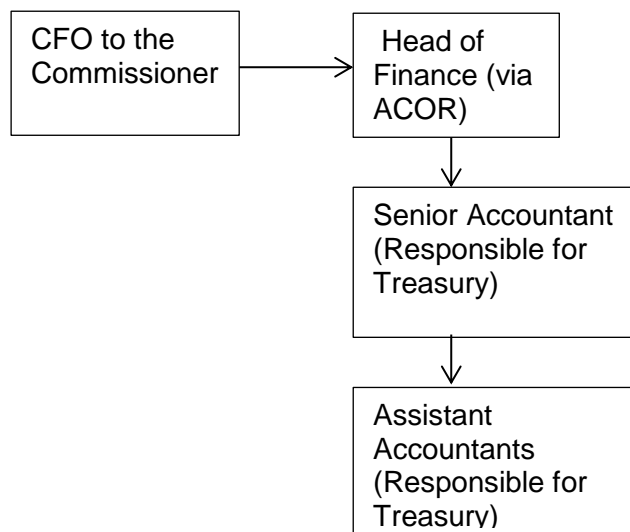 CFO to the
Commissioner
Head of
Finance (via
ACOR)
Senior Accountant
(Responsible for
Treasury)
Assistant
Accountants
(Responsible for
Treasury)